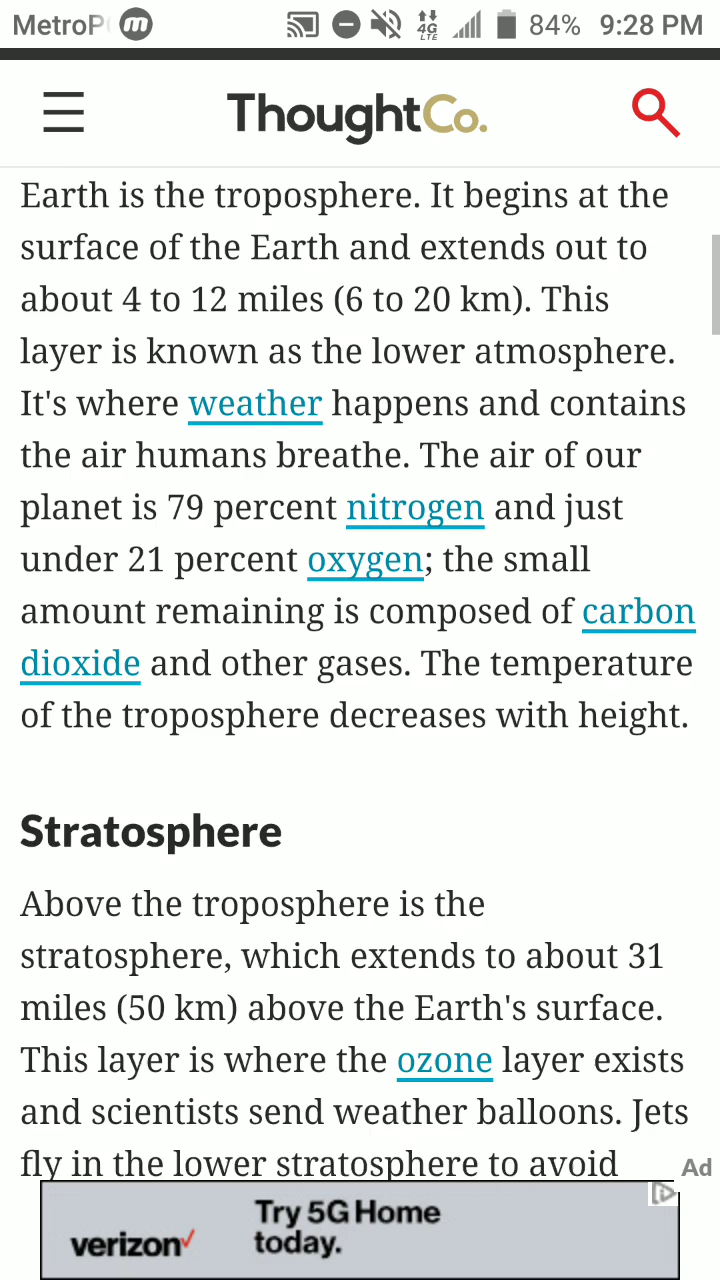 MetroP m 4G LTE 84% 9:28 PM
ThoughtCo.
Earth is the troposphere. It begins at the
surface of the Earth and extends out to
about 4 to 12 miles (6 to 20 km). This
layer is known as the lower atmosphere.
It's where weather happens and contains
the air humans breathe. The air of our
planet is 79 percent nitrogen and just
under 21 percent oxygen; the small
amount remaining is composed of carbon
dioxide and other gases. The temperature
of the troposphere decreases with height.
Stratosphere
Above the troposphere is the
stratosphere, which extends to about 31
miles (50 km) above the Earth's surface.
This layer is where the ozone layer exists
and scientists send weather balloons. Jets
fly in the lower stratosphere to avoid
Ad
Try 5G Home
today.
verizon